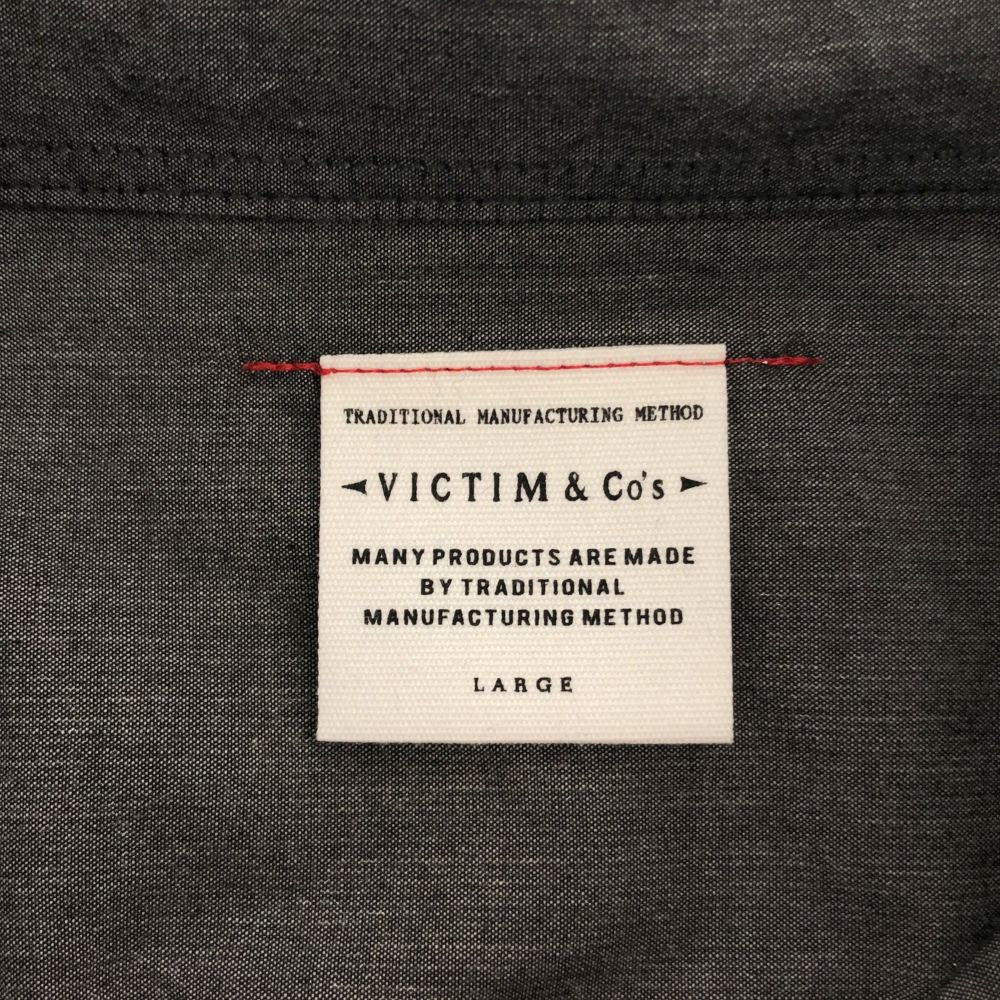 TRADITIONAL MANUFACTURING METHOD
VICTIM & Co's
MANY PRODUCTS ARE MADE
BY TRADITIONAL
MANUFACTURING METHOD
LARGE